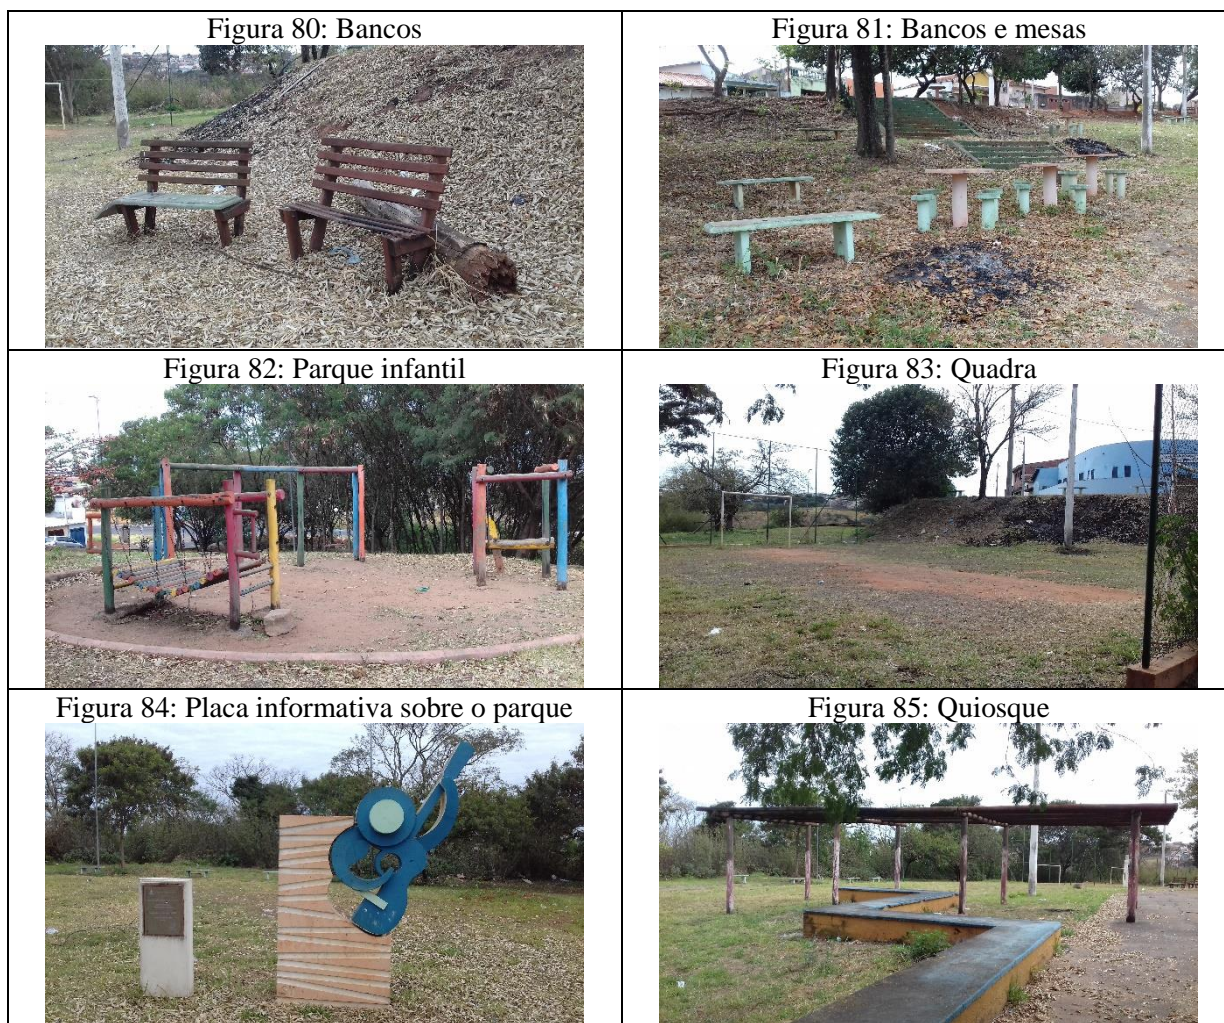 Figura 80: Bancos
Figura 81: Bancos e mesas
Figura 82: Parque infantil
Figura 83: Quadra
Figura 84: Placa informativa sobre o parque
Figura 85: Quiosque